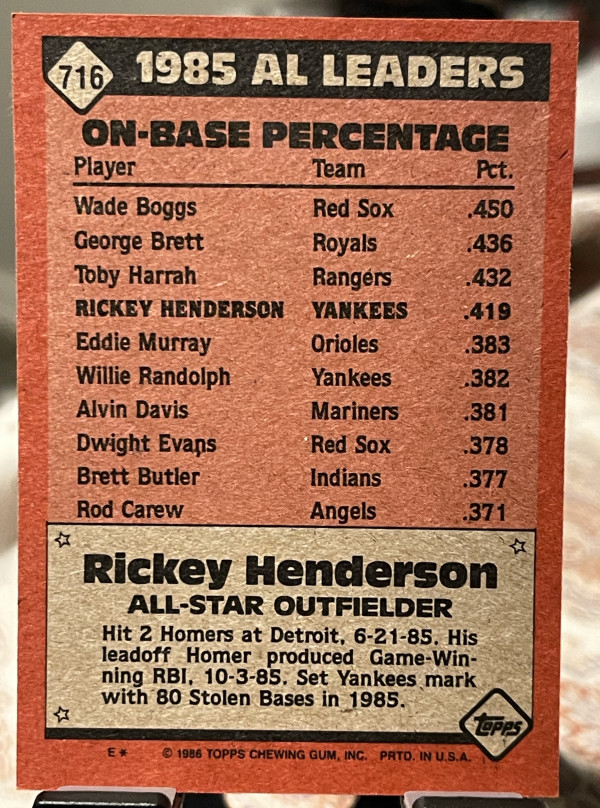 716 1985 AL LEADERS
ON-BASE PERCENTAGE
Player Team Pct.
Wade Boggs Red Sox .450
George Brett Royals .436
Toby Harrah Rangers .432
RICKEY HENDERSON YANKEES .419
Eddie Murray Orioles .383
Willie Randolph Yankees .382
Alvin Davis Mariners .381
Dwight Evans Red Sox .378
Brett Butler Indians .377
Rod Carew Angels .371
Rickey Henderson
ALL-STAR OUTFIELDER
Hit 2 Homers at Detroit, 6-21-85. His
leadoff Homer produced Game-Win-
ning RBI, 10-3-85. Set Yankees mark
with 80 Stolen Bases in 1985.
topps
E* © 1986 TOPPS CHEWING GUM, INC. PRTD. IN U.S.A.